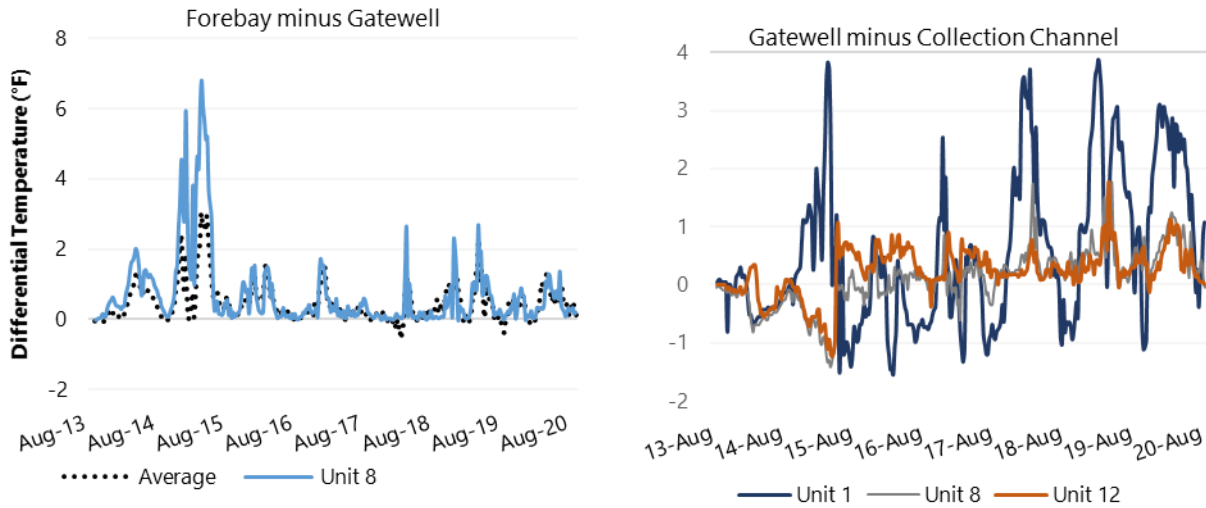 Forebay minus Gatewell
Differential Temperature (°F)
8
6
4
2
0
-2
Aug-13
Aug-14
Aug-15
Aug-16
Aug-17
Aug-18
Aug-19
Aug-20
Average
Unit 8
Gatewell minus Collection Channel
4
3
2
1
0
-1
-2
13-Aug
14-Aug
15-Aug
16-Aug
17-Aug
18-Aug
19-Aug
20-Aug
Unit 1
Unit 8
Unit 12